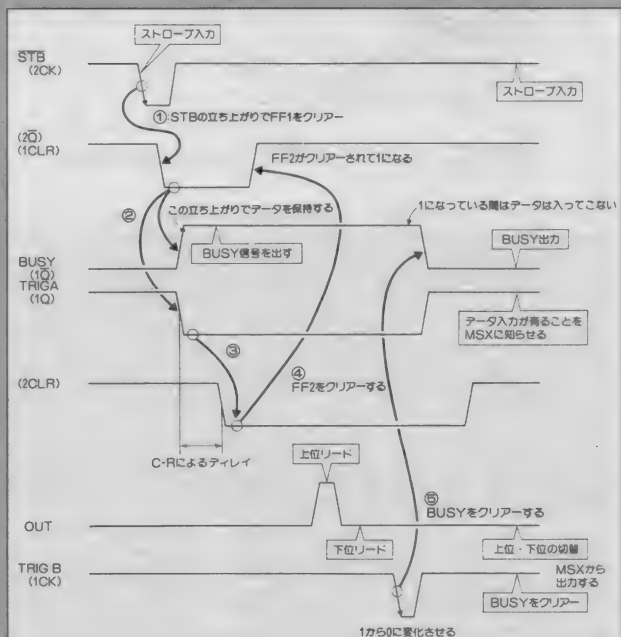 ストローブ入力
STB
(2CK)
ストローブ入力
①:STBの立ち上がりでFF1をクリアー
(2Q)
(1CLR)
FF2がクリアーされて1になる
②
この立ち上がりでデータを保持する
1になっている間はデータは入ってこない
BUSY信号を出す
BUSY出力
BUSY
(1Q)
TRIGA
(1Q)
データ入力が青ることを
MSXに知らせる
③
④
FF2をクリアーする
(2CLR)
C-Rによるディレイ
上位リード
⑤
BUSYをクリアーする
OUT
下位リード
上位・下位の切替
TRIG B
(1CK)
MSXから
出力する
BUSYをクリアー
1から0に変化させる